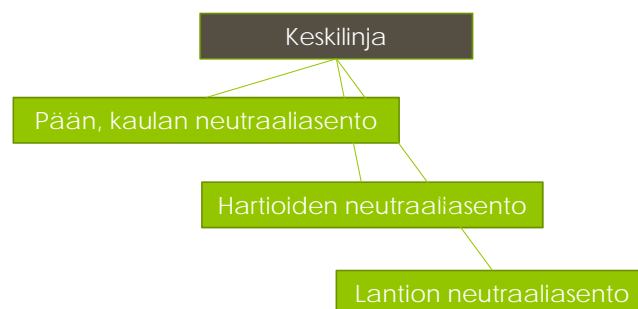 Keskilinja
Pään, kaulan neutraaliasento
Hartioiden neutraaliasento
Lantion neutraaliasento